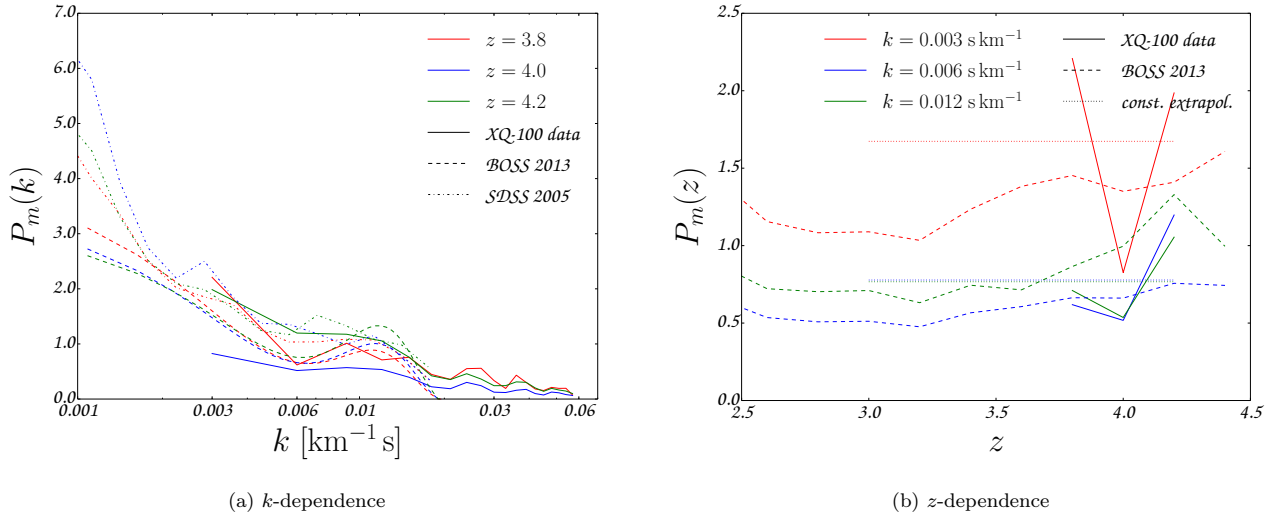 7.0
6.0
5.0
4.0
3.0
2.0
1.0
0.0
P_m(k)
0.001
0.003
0.006
0.01
0.03
0.06
k [km⁻¹ s]
z = 3.8
z = 4.0
z = 4.2
XQ-100 data
BOSS 2013
SDSS 2005
(a) k-dependence
2.5
2.0
1.5
1.0
0.5
0.0
P_m(z)
2.5
3.0
3.5
4.0
4.5
z
k = 0.003 s km⁻¹
k = 0.006 s km⁻¹
k = 0.012 s km⁻¹
XQ-100 data
BOSS 2013
const. extrapol.
(b) z-dependence